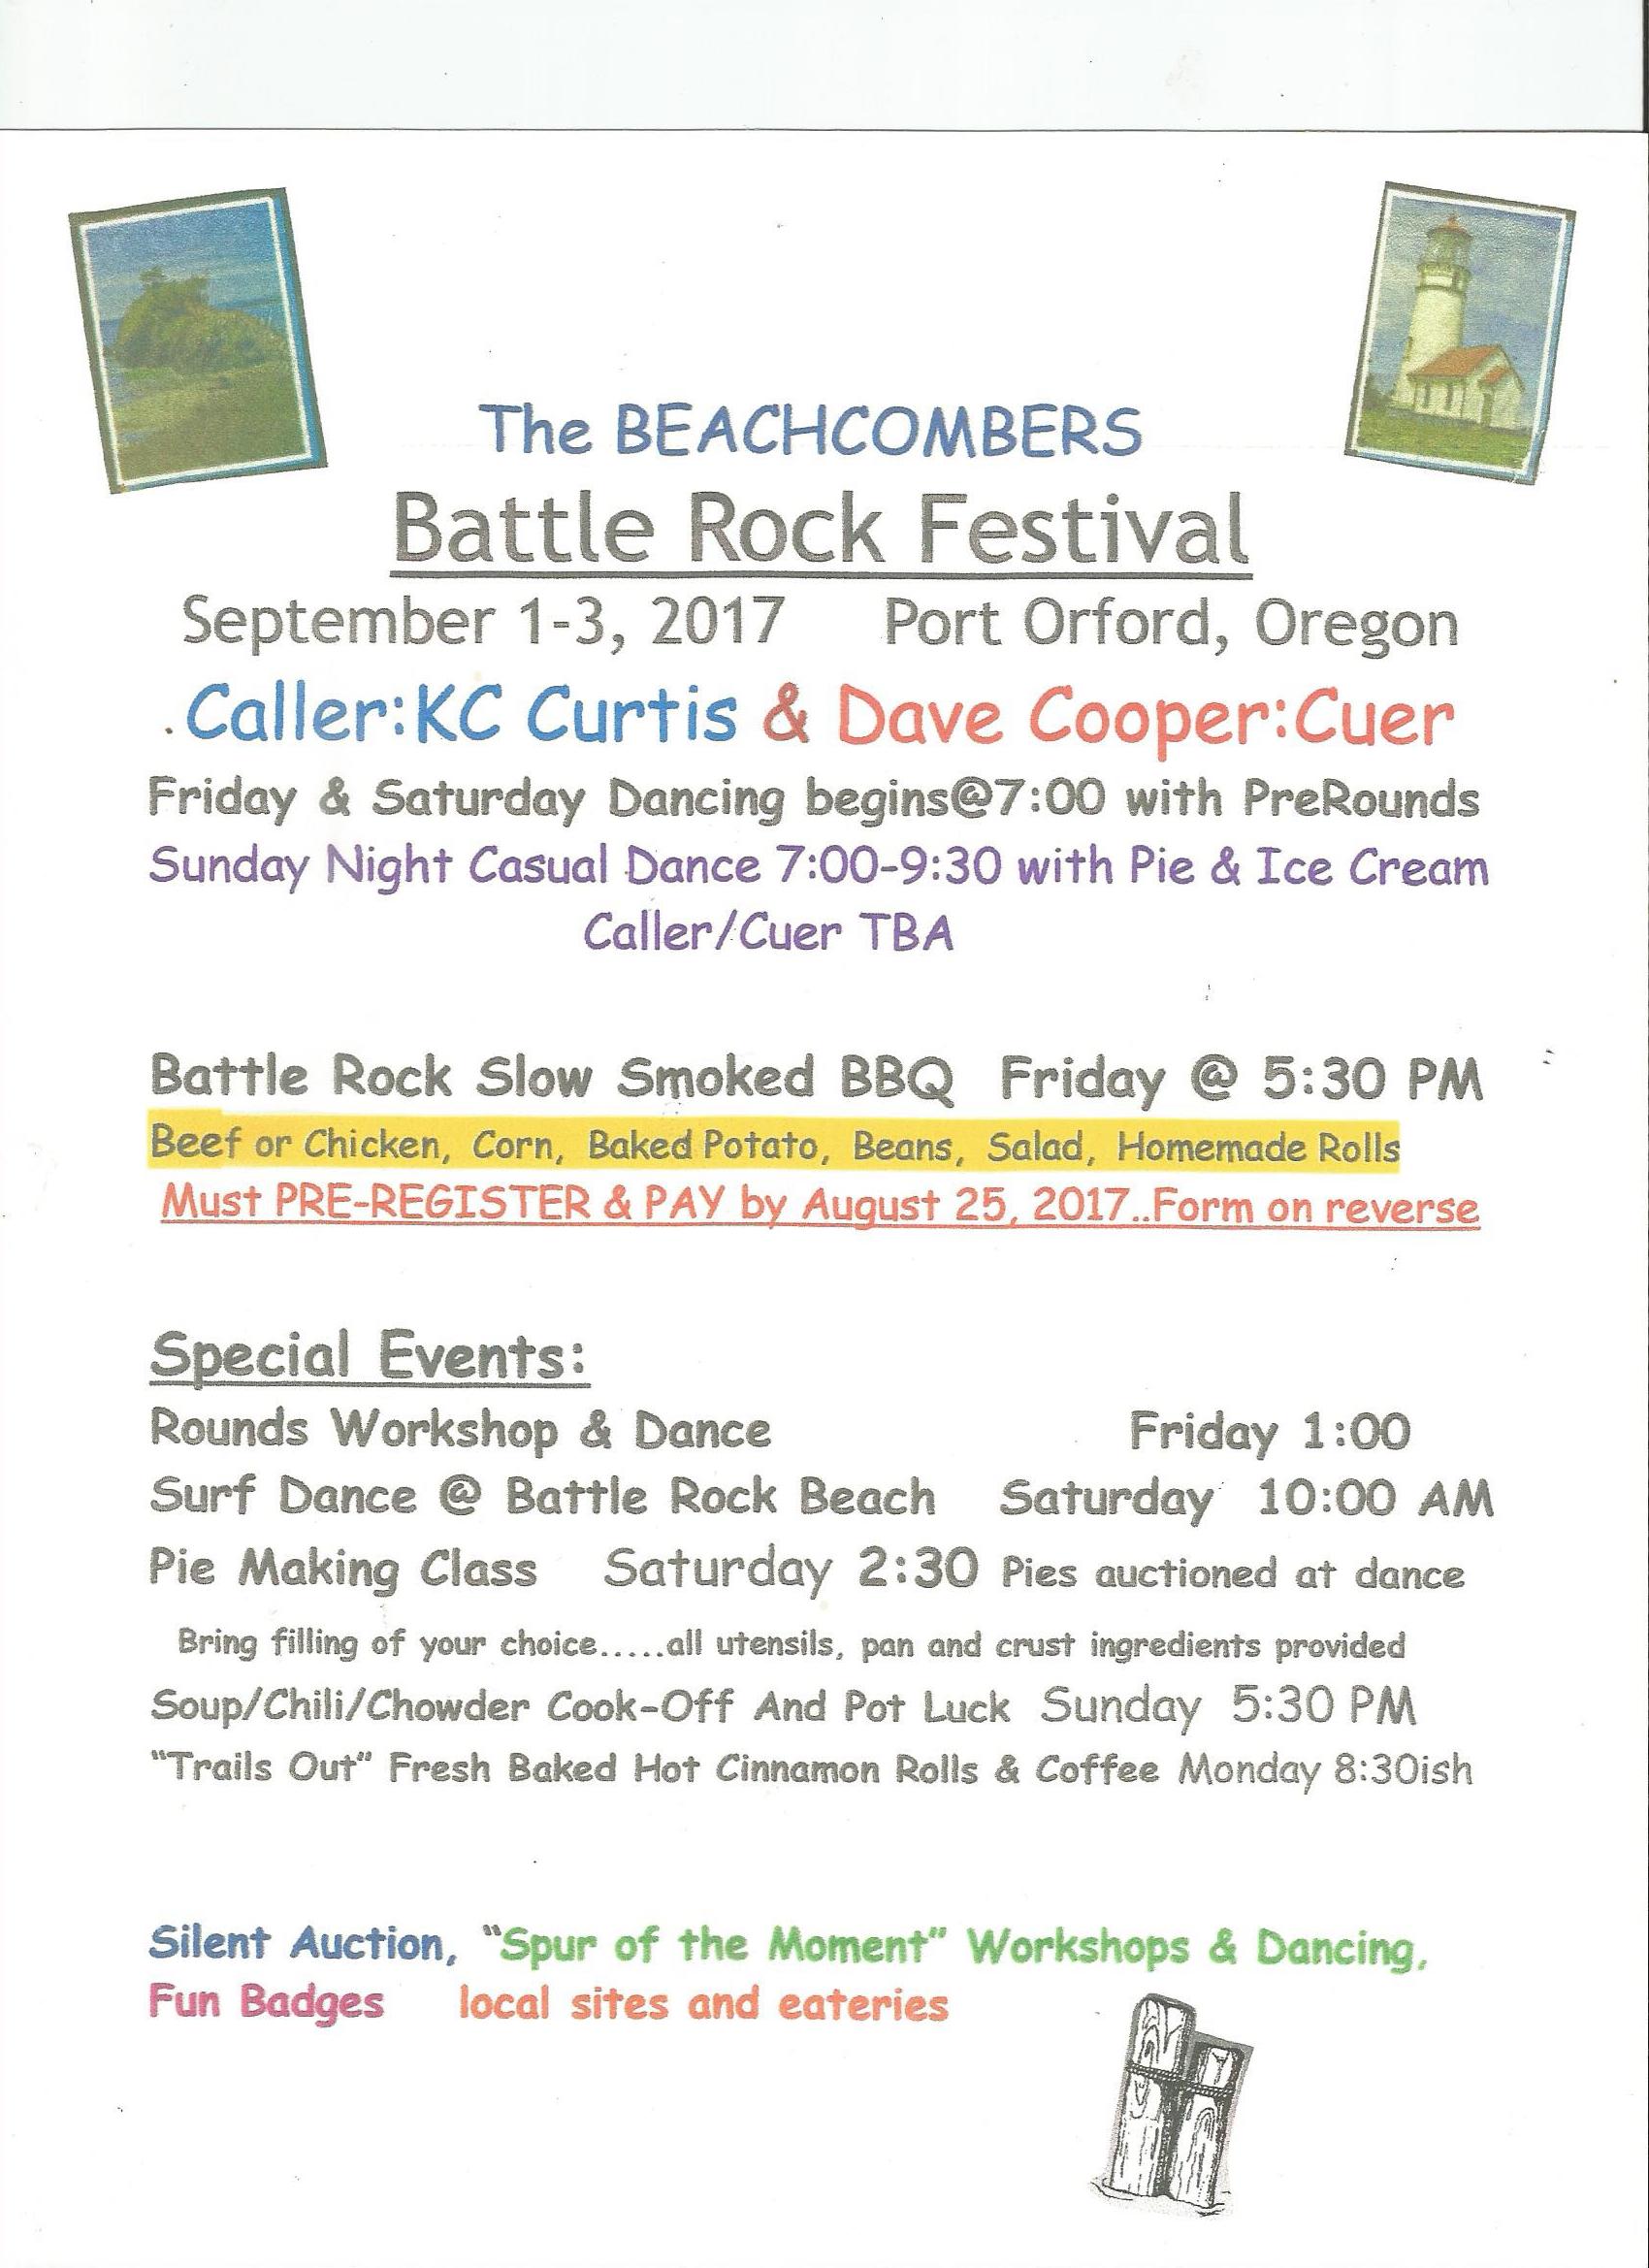 The BEACHCOMBERS
Battle Rock Festival
September 1-3, 2017 Port Orford, Oregon
Caller:KC Curtis & Dave Cooper:Cuer
Friday & Saturday Dancing begins@7:00 with PreRounds
Sunday Night Casual Dance 7:00-9:30 with Pie & Ice Cream
Caller/Cuer TBA
Battle Rock Slow Smoked BBQ Friday @ 5:30 PM
Beef or Chicken, Corn, Baked Potato, Beans, Salad, Homemade Rolls
Must PRE-REGISTER & PAY by August 25, 2017..Form on reverse
Special Events:
Rounds Workshop & Dance Friday 1:00
Surf Dance @ Battle Rock Beach Saturday 10:00 AM
Pie Making Class Saturday 2:30 Pies auctioned at dance
Bring filling of your choice.....all utensils, pan and crust ingredients provided
Soup/Chili/Chowder Cook-Off And Pot Luck Sunday 5:30 PM
"Trails Out" Fresh Baked Hot Cinnamon Rolls & Coffee Monday 8:30ish
Silent Auction, "Spur of the Moment" Workshops & Dancing,
Fun Badges local sites and eateries